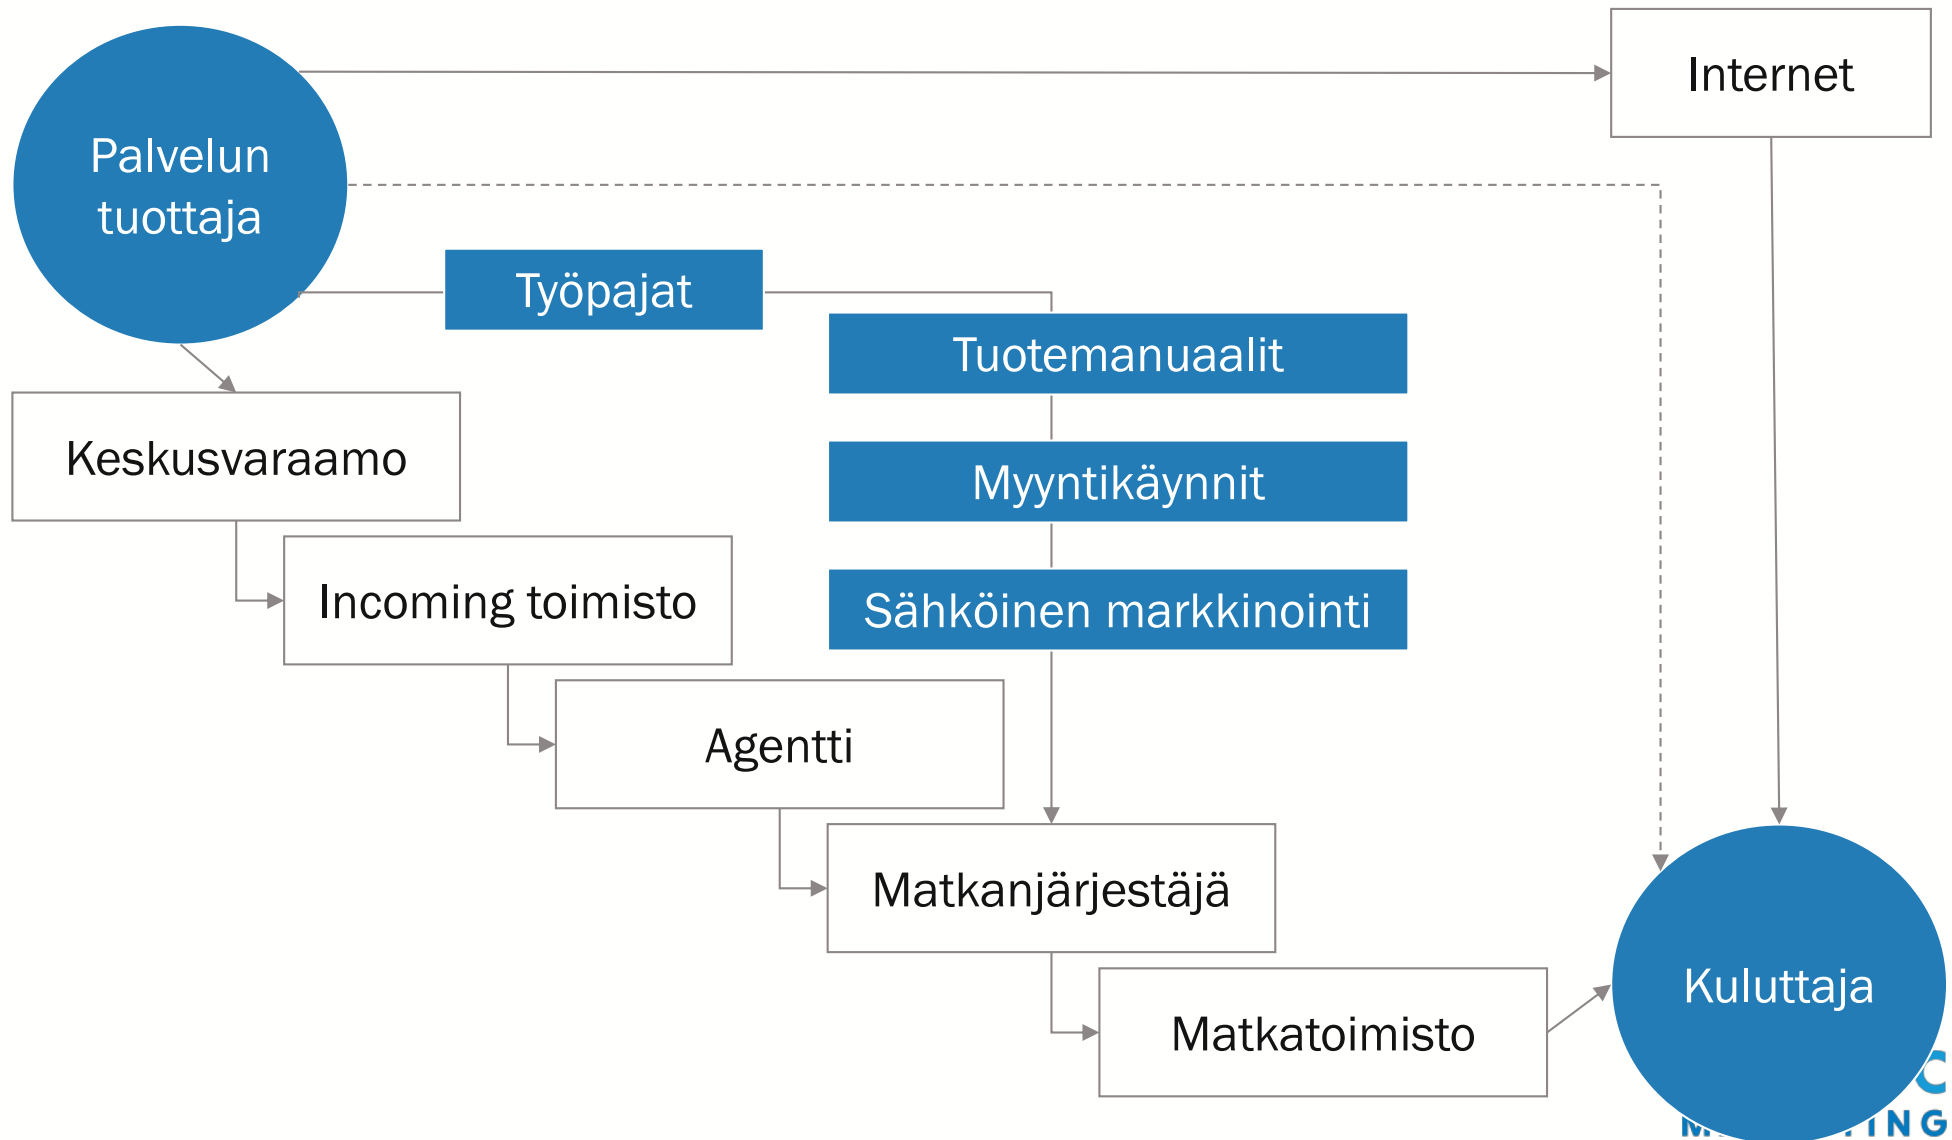 Internet
Palvelun
tuottaja
Työpajat
Tuotemanuaalit
Keskusvaraamo
Myyntikäynnit
Incoming toimisto
Sähköinen markkinointi
Agentti
Matkanjärjestäjä
Kuluttaja
Matkatoimisto